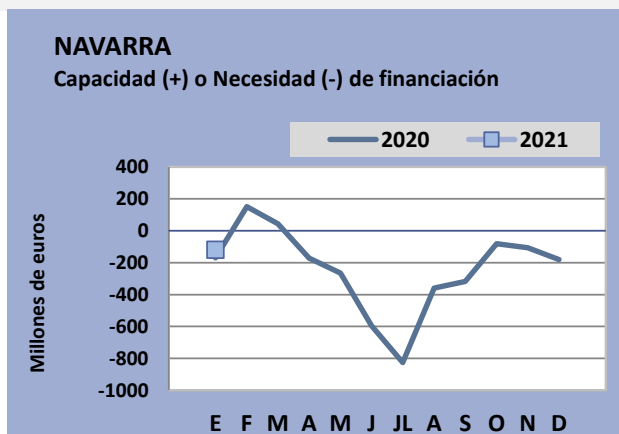 NAVARRA
Capacidad (+) o Necesidad (-) de financiación
2020 2021
Millones de euros
400
200
0
-200
-400
-600
-800
-1000
E F M A M J JL A S O N D